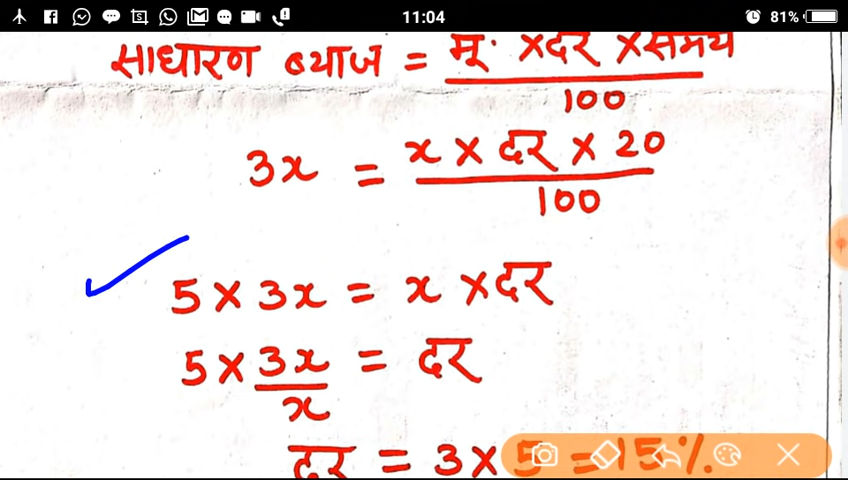 11:04
81%
साधारण ब्याज = मू. × दर × समय
100
3x = x × दर × 20
100
5 × 3x = x × दर
5 × 3x = दर
x
दर = 3 × 5 = 15%